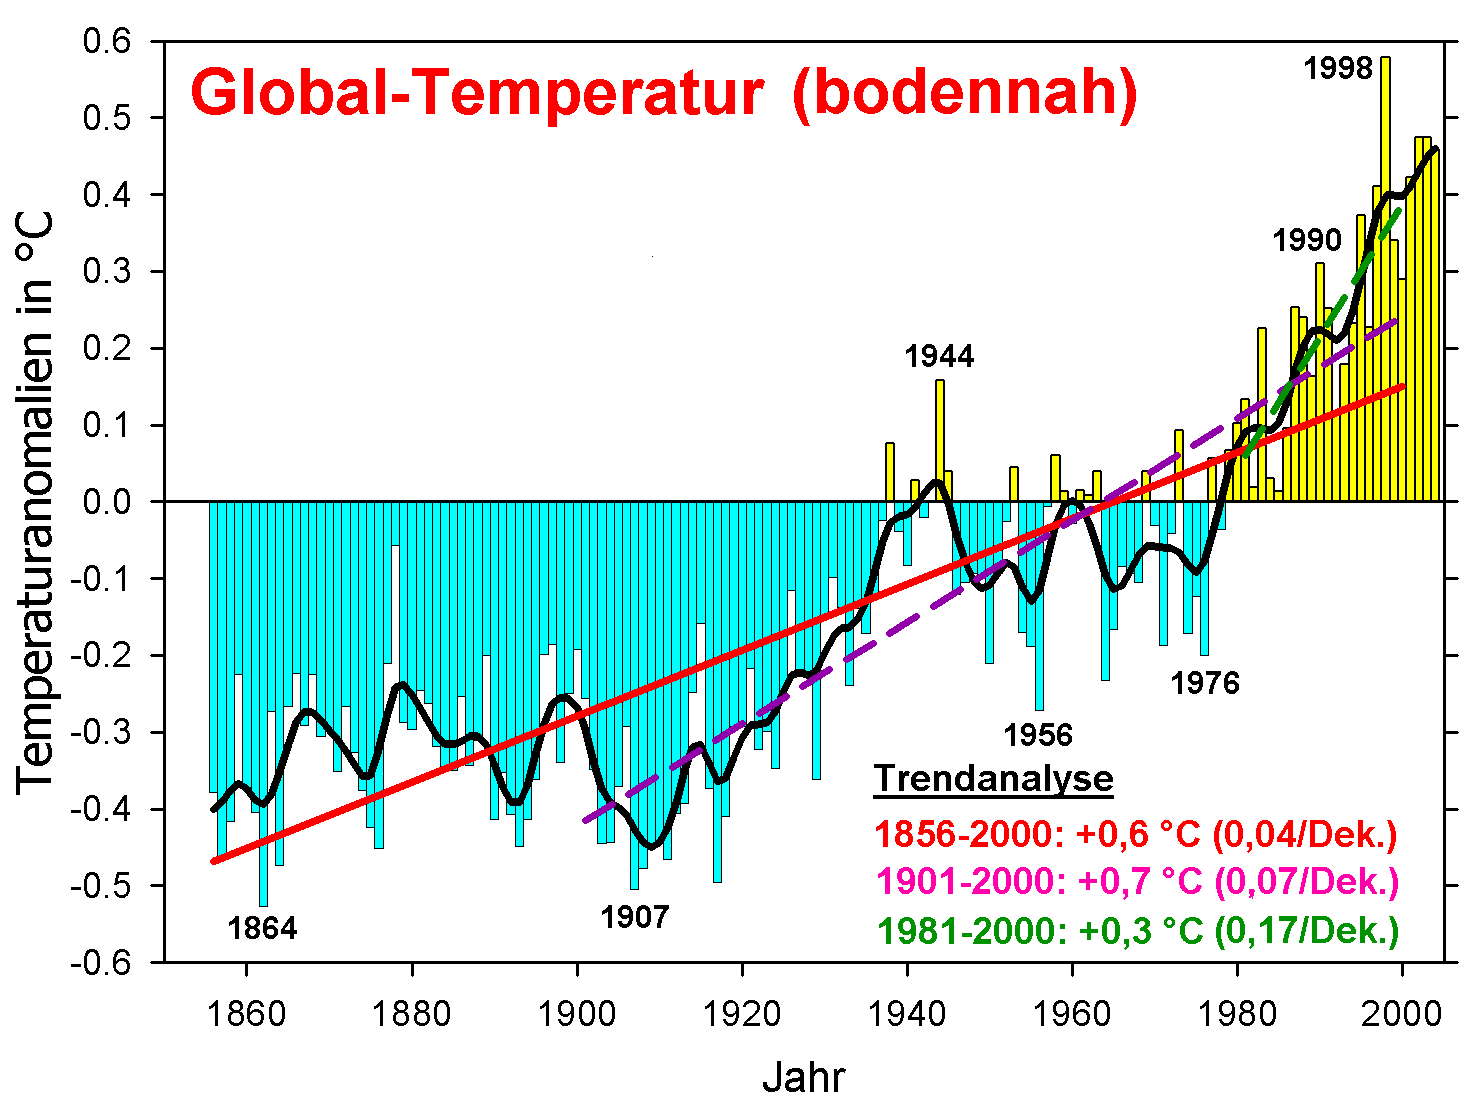 Global-Temperatur (bodennah)
Temperaturanomalien in °C
0.6
0.5
0.4
0.3
0.2
0.1
0.0
-0.1
-0.2
-0.3
-0.4
-0.5
-0.6
1998
1990
1944
1976
1956
1907
1864
Trendanalyse
1856-2000: +0,6 °C (0,04/Dek.)
1901-2000: +0,7 °C (0,07/Dek.)
1981-2000: +0,3 °C (0,17/Dek.)
1860 1880 1900 1920 1940 1960 1980 2000
Jahr